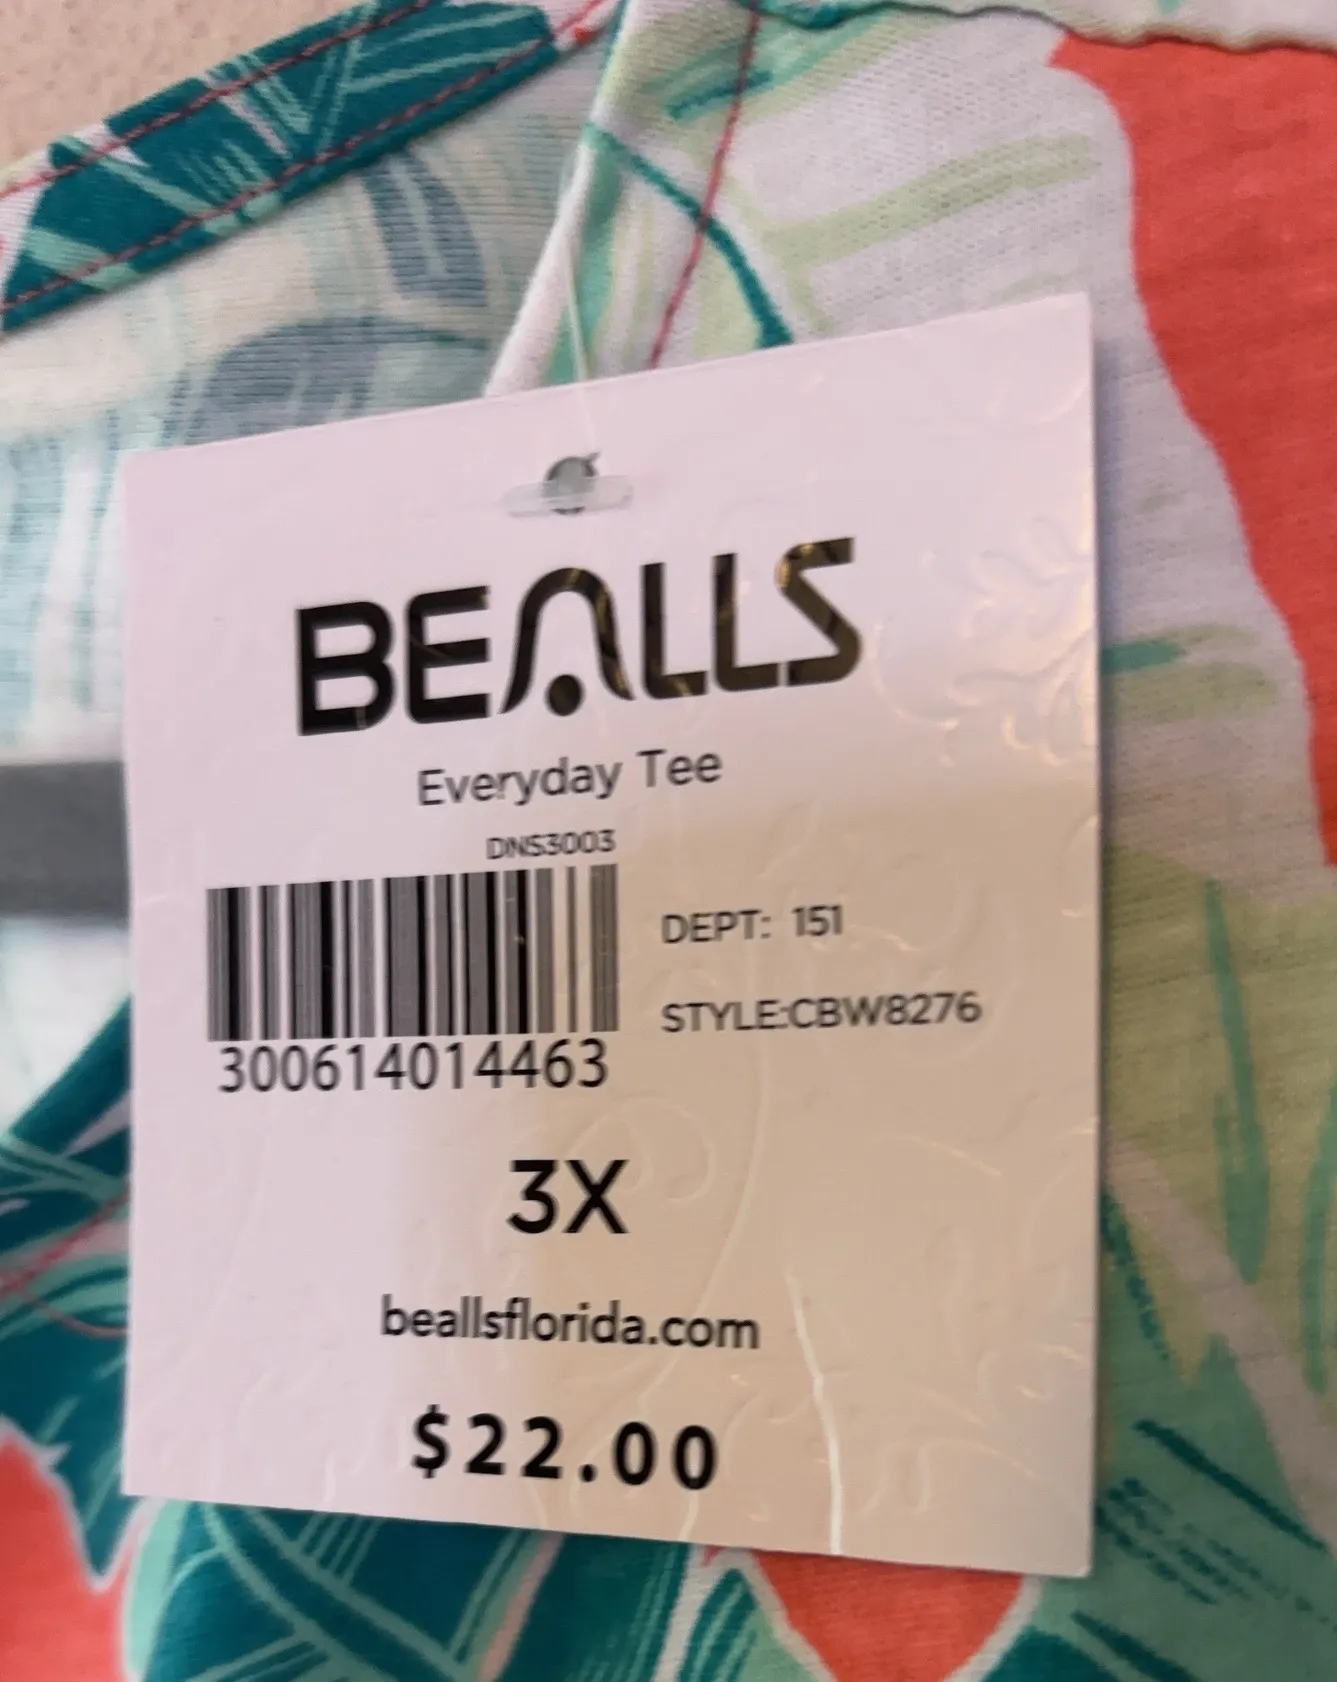 BEALLS
Everyday Tee
DNS3003
DEPT: 151
STYLE:CBW8276
300614014463
3X
beallsflorida.com
$22.00